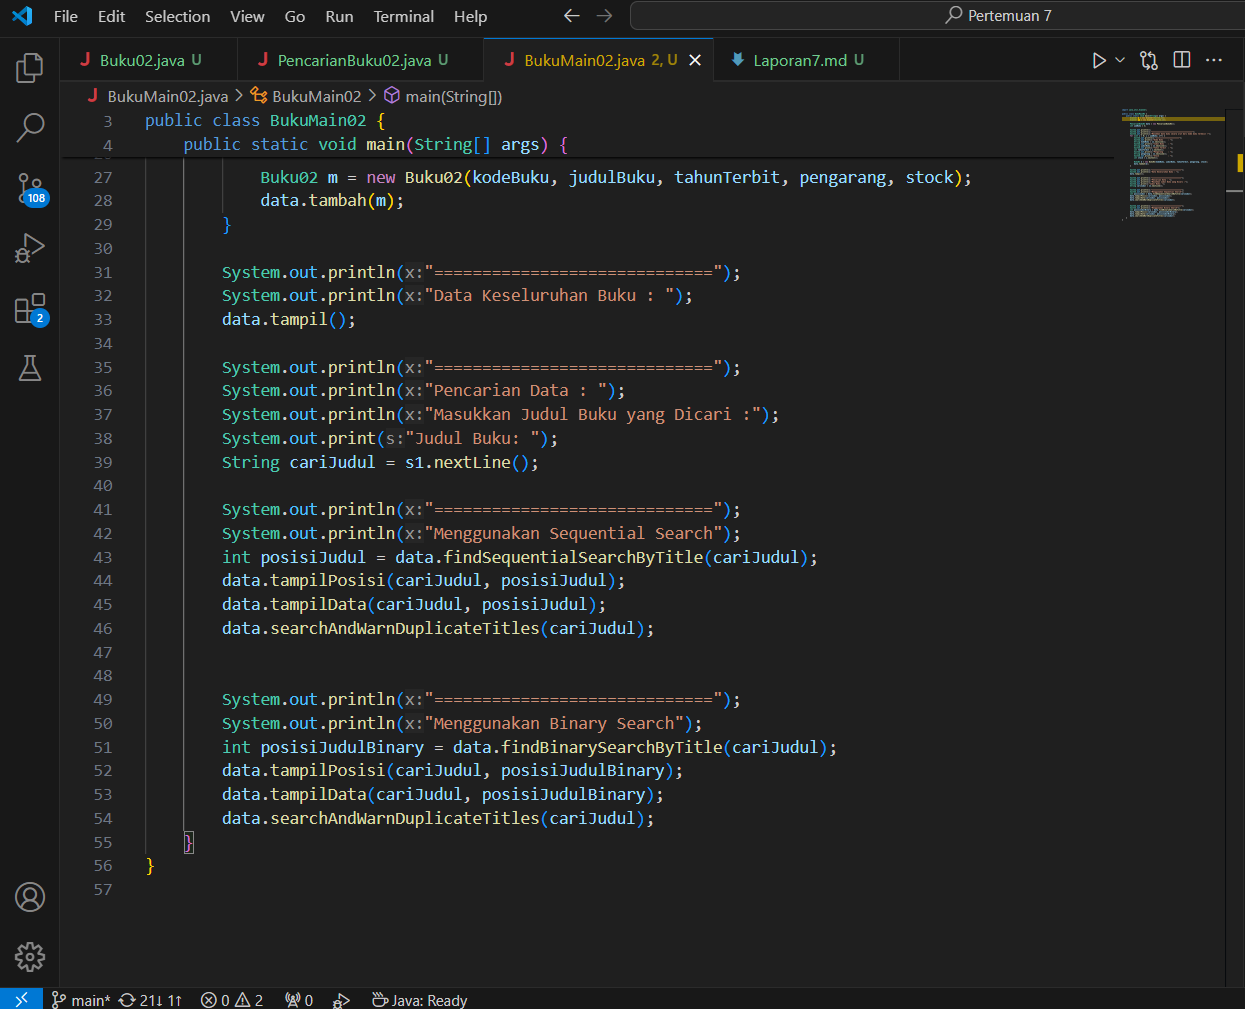 File Edit Selection View Go Run Terminal Help
Pertemuan 7
Buku02.java U
PencarianBuku02.java U
BukuMain02.java 2, U
Laporan7.md U
BukuMain02.java > BukuMain02 > main(String[])
3 public class BukuMain02 {
4 public static void main(String[] args) {
27 Buku02 m = new Buku02(kodeBuku, judulBuku, tahunTerbit, pengarang, stock);
28 data.tambah(m);
29 }
30
31 System.out.println(x:"=============================");
32 System.out.println(x:"Data Keseluruhan Buku : ");
33 data.tampil();
34
35 System.out.println(x:"=============================");
36 System.out.println(x:"Pencarian Data : ");
37 System.out.println(x:"Masukkan Judul Buku yang Dicari :");
38 System.out.print(s:"Judul Buku: ");
39 String cariJudul = s1.nextLine();
40
41 System.out.println(x:"=============================");
42 System.out.println(x:"Menggunakan Sequential Search");
43 int posisiJudul = data.findSequentialSearchByTitle(cariJudul);
44 data.tampilPosisi(cariJudul, posisiJudul);
45 data.tampilData(cariJudul, posisiJudul);
46 data.searchAndWarnDuplicateTitles(cariJudul);
47
48
49 System.out.println(x:"=============================");
50 System.out.println(x:"Menggunakan Binary Search");
51 int posisiJudulBinary = data.findBinarySearchByTitle(cariJudul);
52 data.tampilPosisi(cariJudul, posisiJudulBinary);
53 data.tampilData(cariJudul, posisiJudulBinary);
54 data.searchAndWarnDuplicateTitles(cariJudul);
55 }
56 }
57
108
2
main* 21↓ 1↑ 0 2 0 Java: Ready